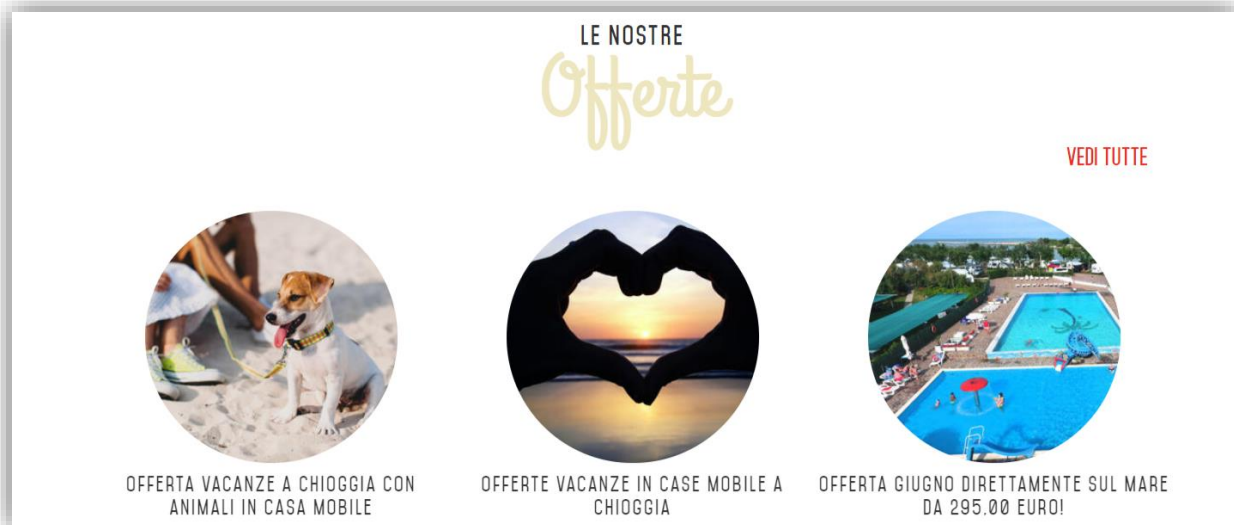 LE NOSTRE
Offerte
VEDI TUTTE
OFFERTA VACANZE A CHIOGGIA CON
ANIMALI IN CASA MOBILE
OFFERTE VACANZE IN CASE MOBILE A
CHIOGGIA
OFFERTA GIUGNO DIRETTAMENTE SUL MARE
DA 295,00 EURO!